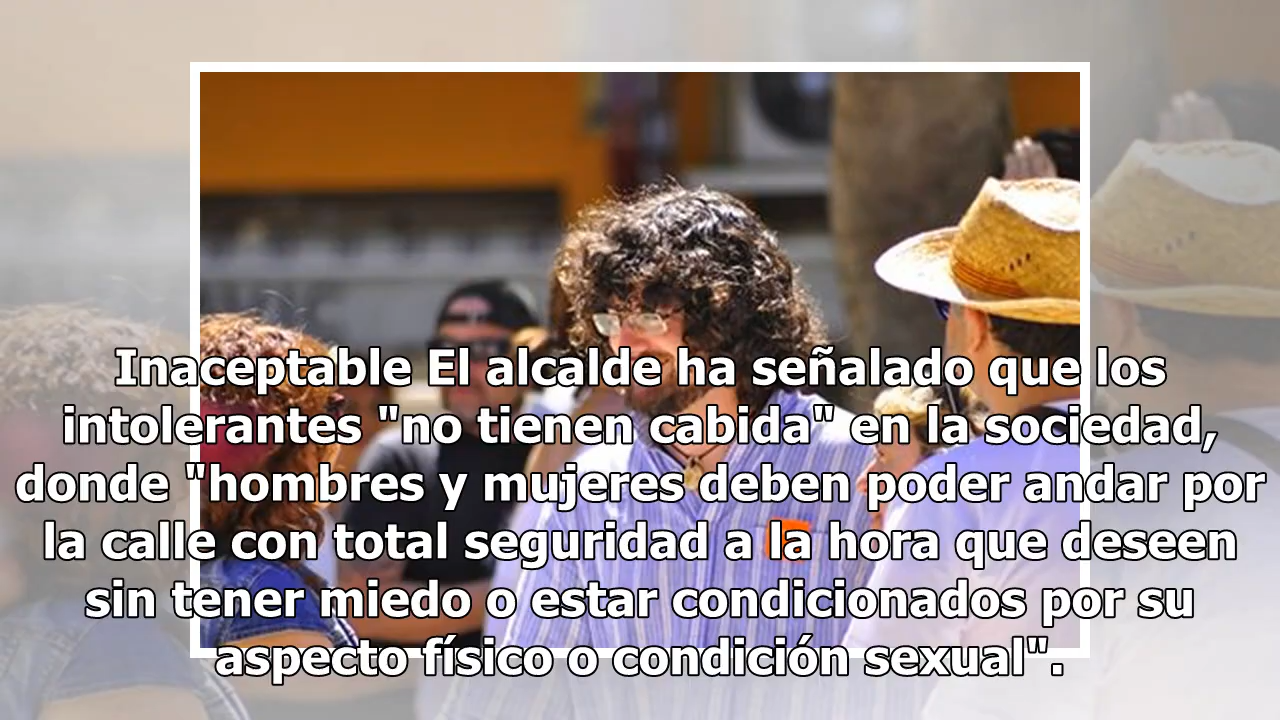 Inaceptable El alcalde ha señalado que los
intolerantes "no tienen cabida" en la sociedad,
donde "hombres y mujeres deben poder andar por
la calle con total seguridad a la hora que deseen
sin tener miedo o estar condicionados por su
aspecto físico o condición sexual".